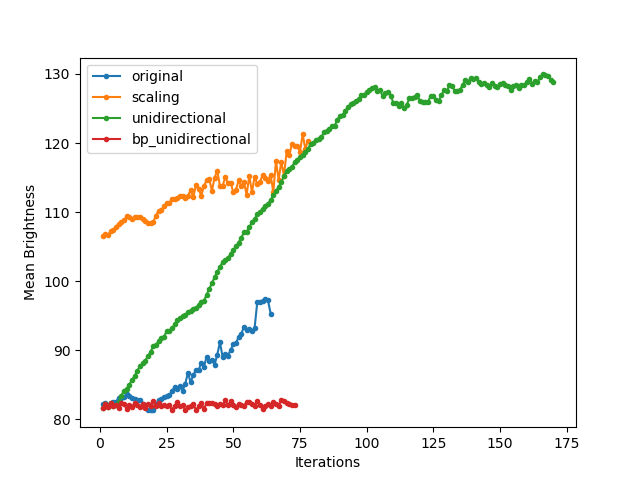 original
scaling
unidirectional
bp_unidirectional
130
120
110
100
90
80
Mean Brightness
0 25 50 75 100 125 150 175
Iterations